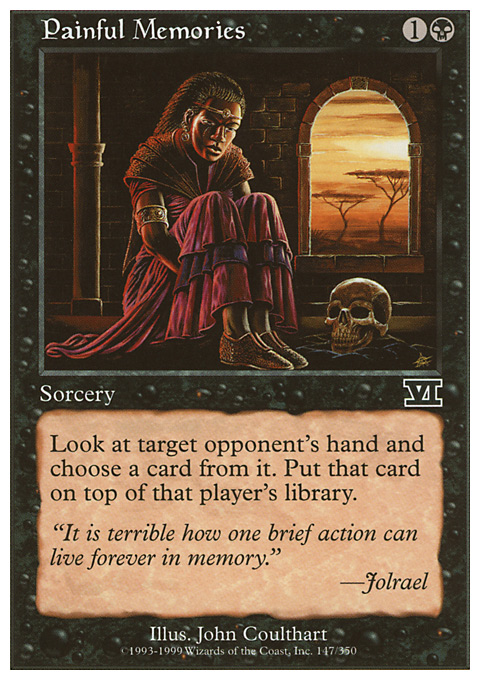 Painful Memories 1
Sorcery VI
Look at target opponent's hand and
choose a card from it. Put that card
on top of that player's library.
“It is terrible how one brief action can
live forever in memory.”
—Jolrael
Illus. John Coulthart
©1993-1999 Wizards of the Coast, Inc. 147/350